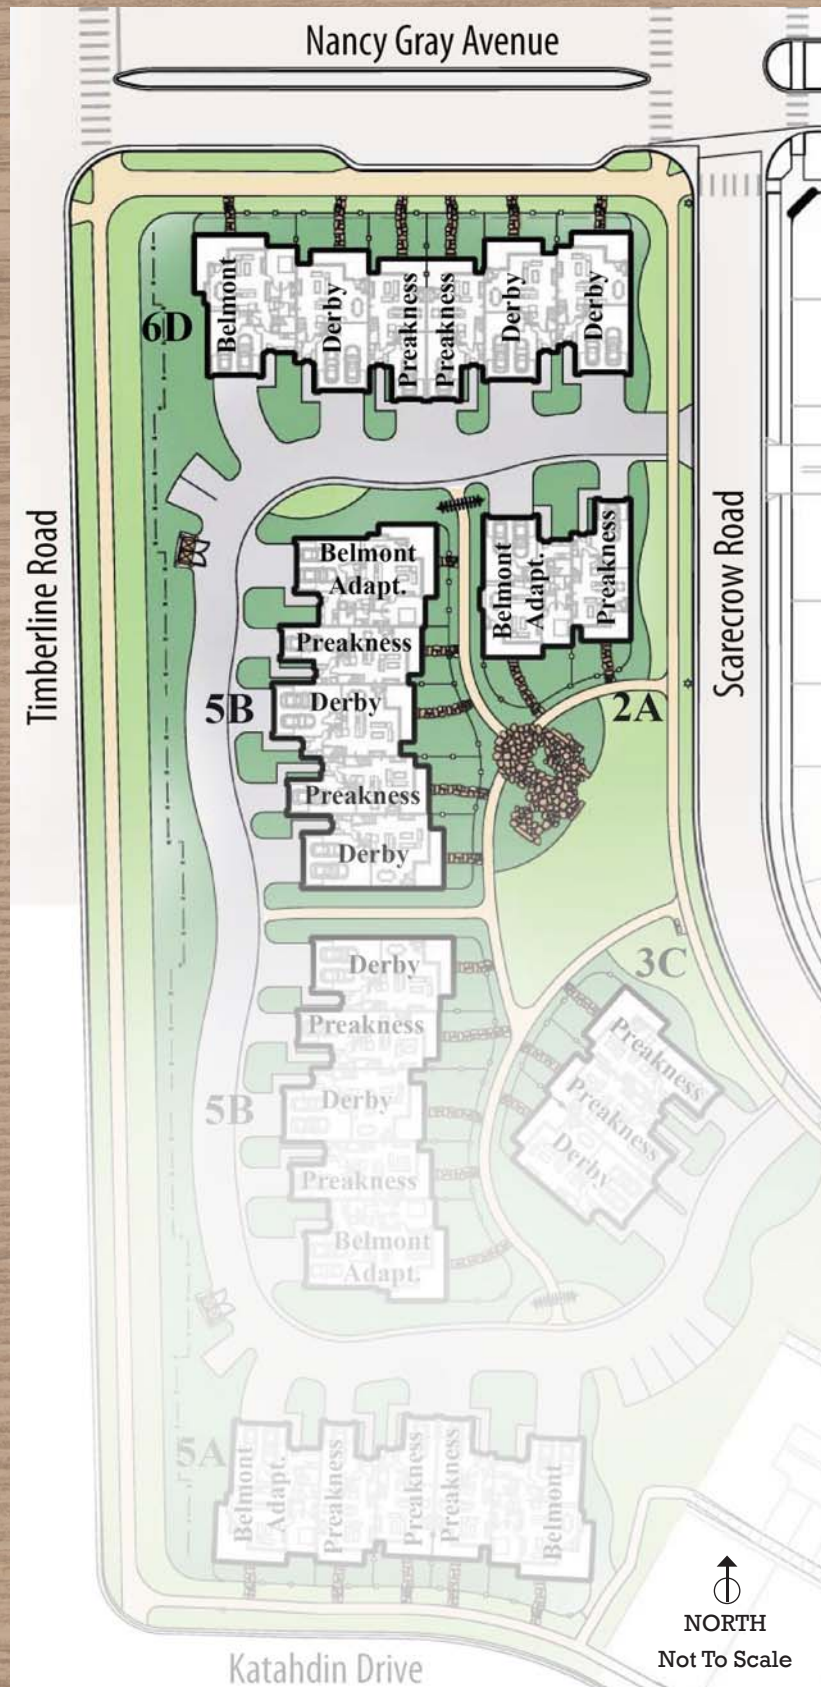 Nancy Gray Avenue
6D
Belmont
Derby
Preakness
Preakness
Derby
Derby
Timberline Road
Scarecrow Road
Belmont
Adapt.
Preakness
5B
Derby
Preakness
Derby
Belmont
Adapt.
Preakness
2A
Derby
Preakness
5B
Derby
Preakness
Belmont
Adapt.
3C
Preakness
Preakness
Derby
5A
Belmont
Adapt.
Preakness
Preakness
Preakness
Belmont
Katahdin Drive
NORTH
Not To Scale